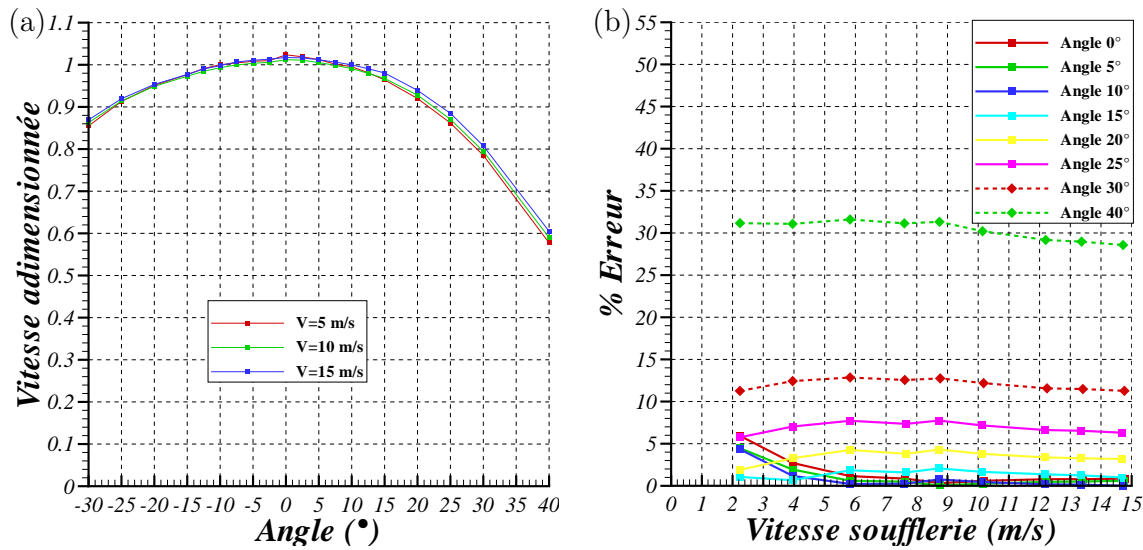 (a)
Vitesse adimensionnée
1.1
1
0.9
0.8
0.7
0.6
0.5
0.4
0.3
0.2
0.1
0
-30 -25 -20 -15 -10 -5 0 5 10 15 20 25 30 35 40
Angle (°)
V=5 m/s
V=10 m/s
V=15 m/s
(b)
% Erreur
55
50
45
40
35
30
25
20
15
10
5
0
0 1 2 3 4 5 6 7 8 9 10 11 12 13 14 15
Vitesse soufflerie (m/s)
Angle 0°
Angle 5°
Angle 10°
Angle 15°
Angle 20°
Angle 25°
Angle 30°
Angle 40°